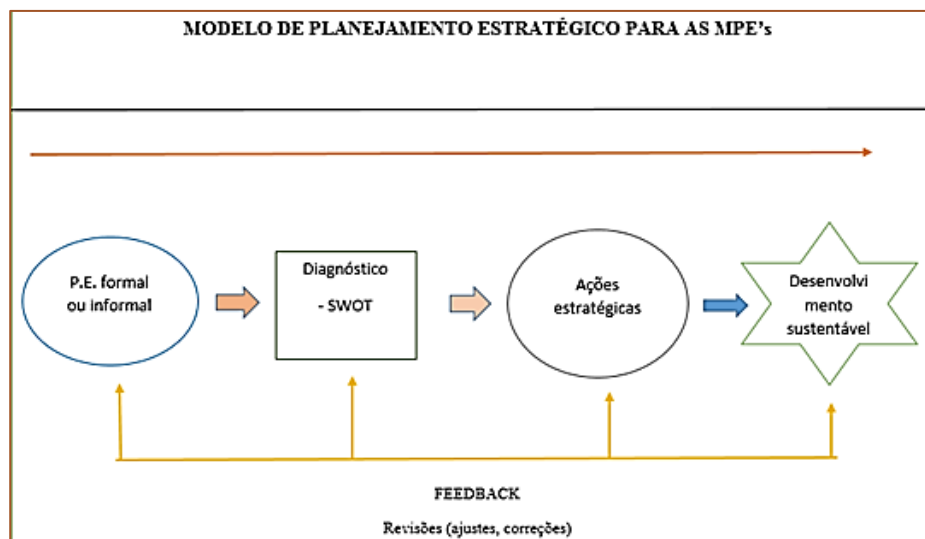 MODELO DE PLANEJAMENTO ESTRATÉGICO PARA AS MPE's
P.E. formal
ou informal
Diagnóstico
- SWOT
Ações
estratégicas
Desenvolvi
mento
sustentável
FEEDBACK
Revisões (ajustes, correções)